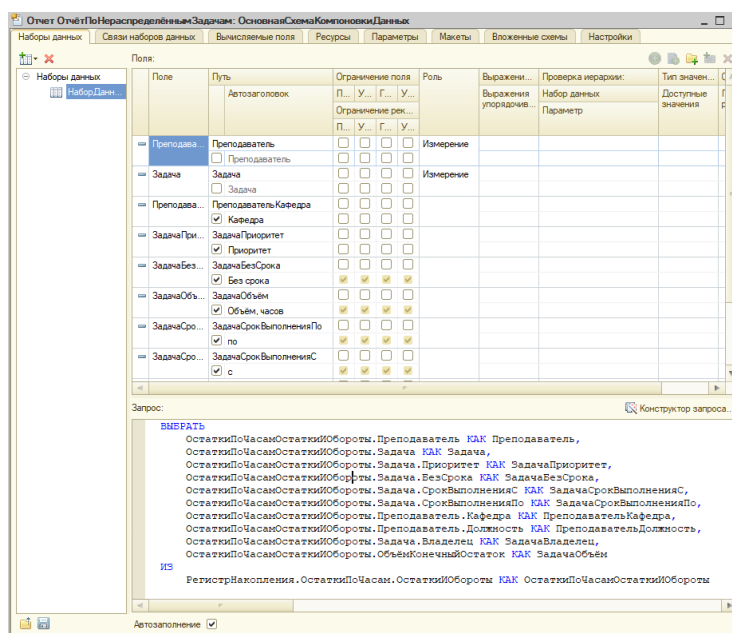 Отчет ОтчётПоНераспределённымЗадачам: ОсновнаяСхемаКомпоновкиДанных
Наборы данных Связи наборов данных Вычисляемые поля Ресурсы Параметры Макеты Вложенные схемы Настройки
Поля:
Наборы данных
НаборДанн...
Поле Путь Ограничение поля Роль Выражени... Проверка иерархии: Тип значен...
Автозаголовок П... У... Г... У... Выражения упорядочив... Набор данных Доступные значения
Ограничение рек... Параметр
П... У... Г... У...
Преподава... Преподаватель Измерение
Преподаватель
Задача Задача Измерение
Задача
Преподава... ПреподавательКафедра
Кафедра
ЗадачаПри... ЗадачаПриоритет
Приоритет
ЗадачаБез... ЗадачаБезСрока
Без срока
ЗадачаОбъ... ЗадачаОбъём
Объём, часов
ЗадачаСро... ЗадачаСрокВыполненияПо
по
ЗадачаСро... ЗадачаСрокВыполненияС
с
Запрос: Конструктор запроса...
ВЫБРАТЬ
ОстаткиПоЧасамОстаткиИОбороты.Преподаватель КАК Преподаватель,
ОстаткиПоЧасамОстаткиИОбороты.Задача КАК Задача,
ОстаткиПоЧасамОстаткиИОбороты.Задача.Приоритет КАК ЗадачаПриоритет,
ОстаткиПоЧасамОстаткиИОбороты.Задача.БезСрока КАК ЗадачаБезСрока,
ОстаткиПоЧасамОстаткиИОбороты.Задача.СрокВыполненияС КАК ЗадачаСрокВыполненияС,
ОстаткиПоЧасамОстаткиИОбороты.Задача.СрокВыполненияПо КАК ЗадачаСрокВыполненияПо,
ОстаткиПоЧасамОстаткиИОбороты.Преподаватель.Кафедра КАК ПреподавательКафедра,
ОстаткиПоЧасамОстаткиИОбороты.Преподаватель.Должность КАК ПреподавательДолжность,
ОстаткиПоЧасамОстаткиИОбороты.Задача.Владелец КАК ЗадачаВладелец,
ОстаткиПоЧасамОстаткиИОбороты.ОбъёмКонечныйОстаток КАК ЗадачаОбъём
ИЗ
РегистрНакопления.ОстаткиПоЧасам.ОстаткиИОбороты КАК ОстаткиПоЧасамОстаткиИОбороты
Автозаполнение